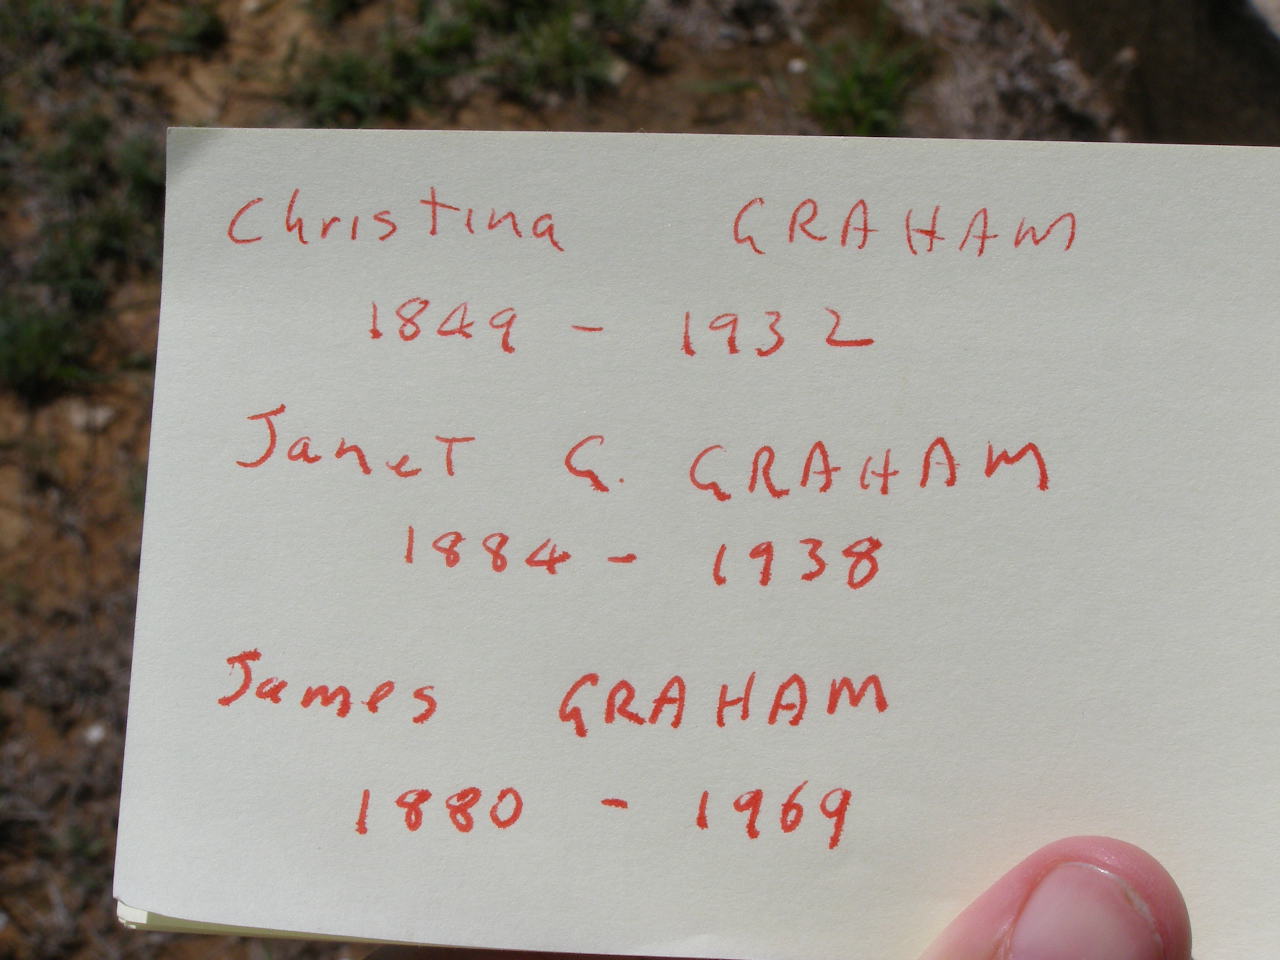 Christina GRAHAM
1849 - 1932
Janet G. GRAHAM
1884 - 1938
James GRAHAM
1880 - 1969